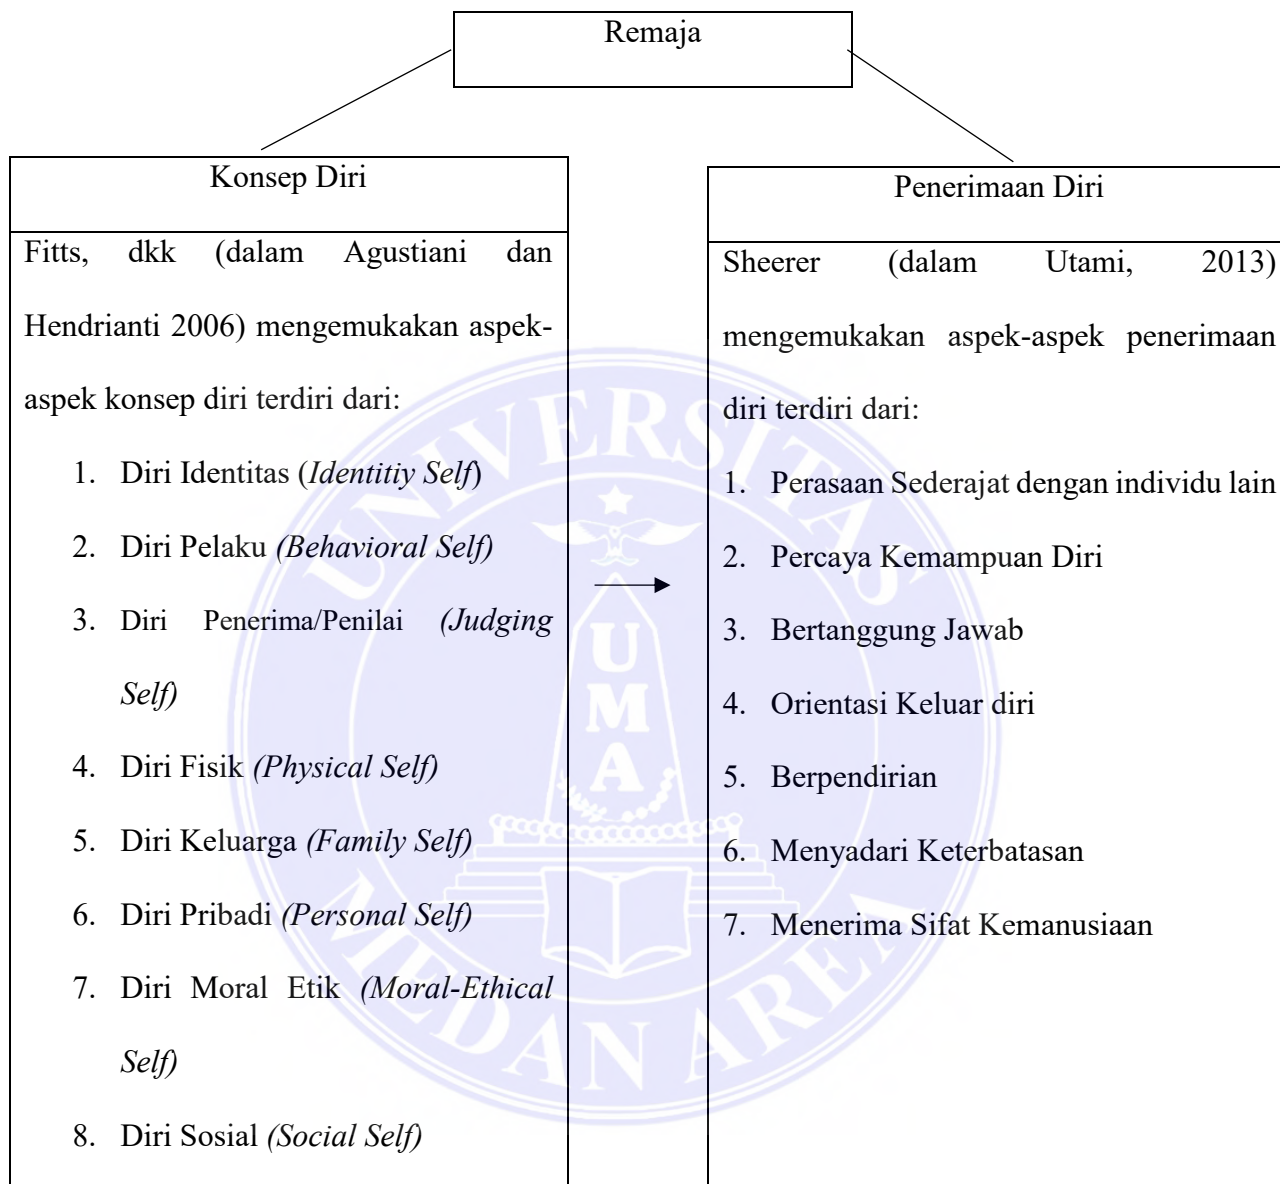 Remaja
Konsep Diri
Fitts, dkk (dalam Agustiani dan
Hendrianti 2006) mengemukakan aspek-
aspek konsep diri terdiri dari:
1. Diri Identitas (Identitiy Self)
2. Diri Pelaku (Behavioral Self)
3. Diri Penerima/Penilai (Judging
Self)
4. Diri Fisik (Physical Self)
5. Diri Keluarga (Family Self)
6. Diri Pribadi (Personal Self)
7. Diri Moral Etik (Moral-Ethical
Self)
8. Diri Sosial (Social Self)
Penerimaan Diri
Sheerer (dalam Utami, 2013)
mengemukakan aspek-aspek penerimaan
diri terdiri dari:
1. Perasaan Sederajat dengan individu lain
2. Percaya Kemampuan Diri
3. Bertanggung Jawab
4. Orientasi Keluar diri
5. Berpendirian
6. Menyadari Keterbatasan
7. Menerima Sifat Kemanusiaan
UNIVERSITAS
UMA
MEDAN AREA